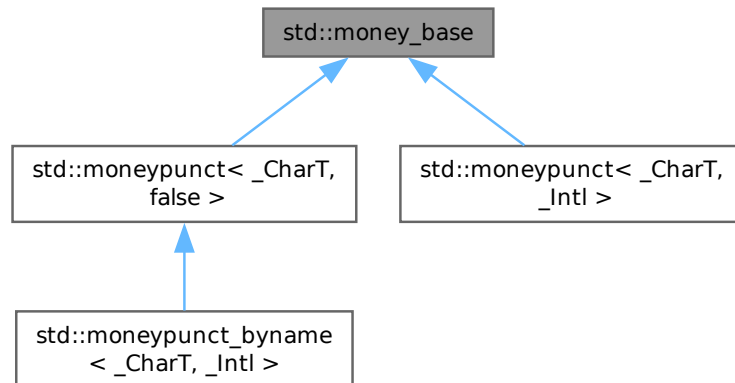 std::money_base
std::moneypunct< _CharT,
false >
std::moneypunct< _CharT,
_Intl >
std::moneypunct_byname
< _CharT, _Intl >